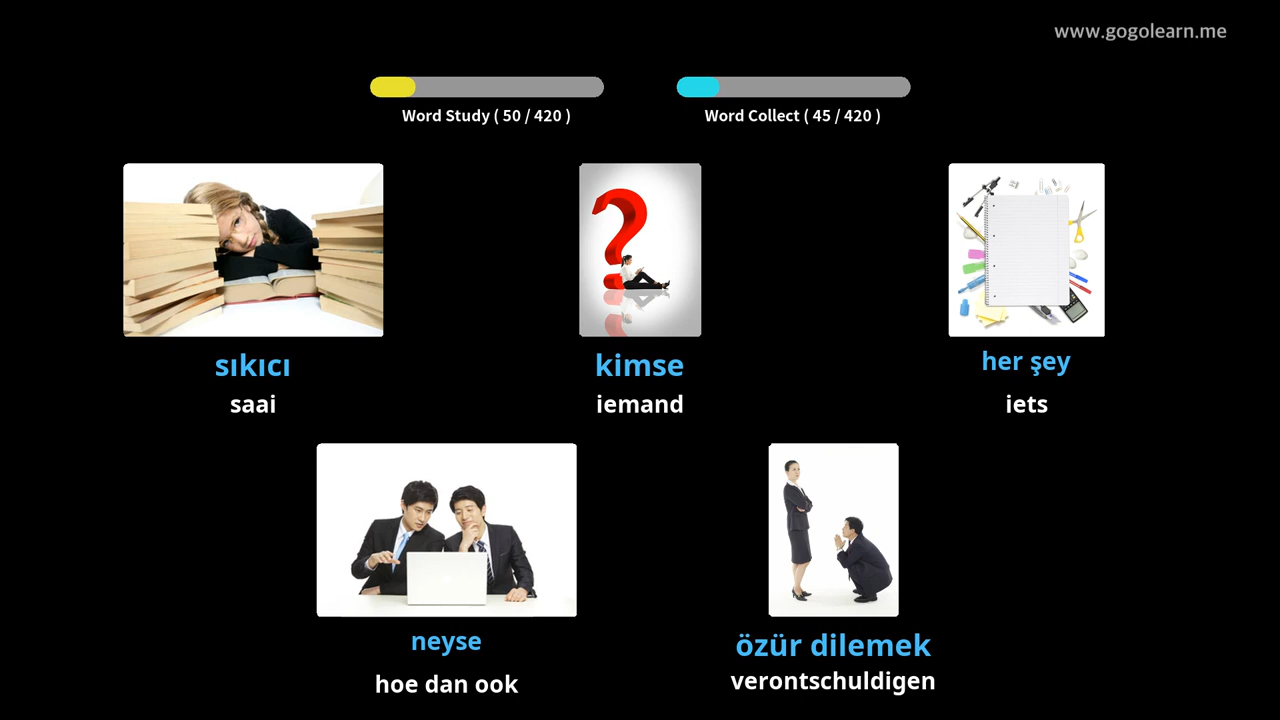 www.gogolearn.me
Word Study ( 50 / 420 )
Word Collect ( 45 / 420 )
sıkıcı
saai
kimse
iemand
her şey
iets
neyse
hoe dan ook
özür dilemek
verontschuldigen